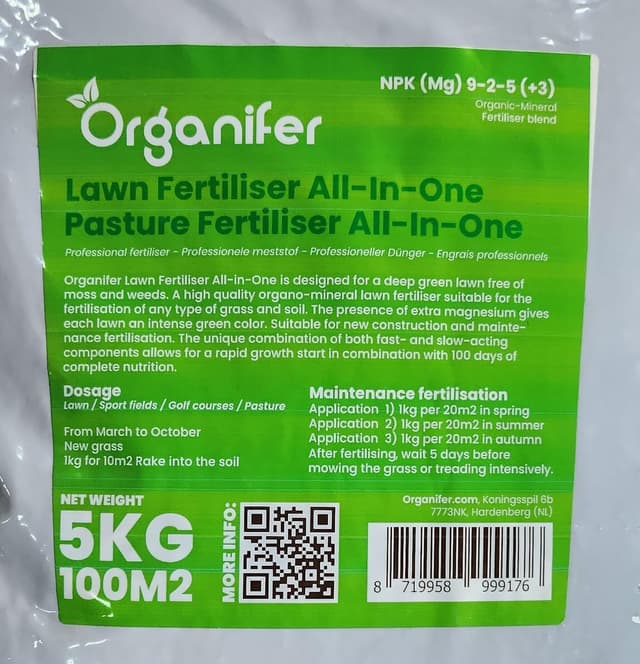 NPK (Mg) 9-2-5 (+3)
Organic-Mineral
Fertiliser blend
Organifer
Lawn Fertiliser All-In-One
Pasture Fertiliser All-In-One
Professional fertiliser - Professionele meststof - Professioneller Dünger - Engrais professionnels
Organifer Lawn Fertiliser All-in-One is designed for a deep green lawn free of
moss and weeds. A high quality organo-mineral lawn fertiliser suitable for the
fertilisation of any type of grass and soil. The presence of extra magnesium gives
each lawn an intense green color. Suitable for new construction and mainte-
nance fertilisation. The unique combination of both fast- and slow-acting
components allows for a rapid growth start in combination with 100 days of
complete nutrition.
Dosage
Lawn / Sport fields / Golf courses / Pasture
From March to October
New grass
1kg for 10m2 Rake into the soil
Maintenance fertilisation
Application 1) 1kg per 20m2 in spring
Application 2) 1kg per 20m2 in summer
Application 3) 1kg per 20m2 in autumn
After fertilising, wait 5 days before
mowing the grass or treading intensively.
NET WEIGHT
5KG
100M2
MORE INFO:
Organifer.com, Koningsspil 6b
7773NK, Hardenberg (NL)
8 719958 999176